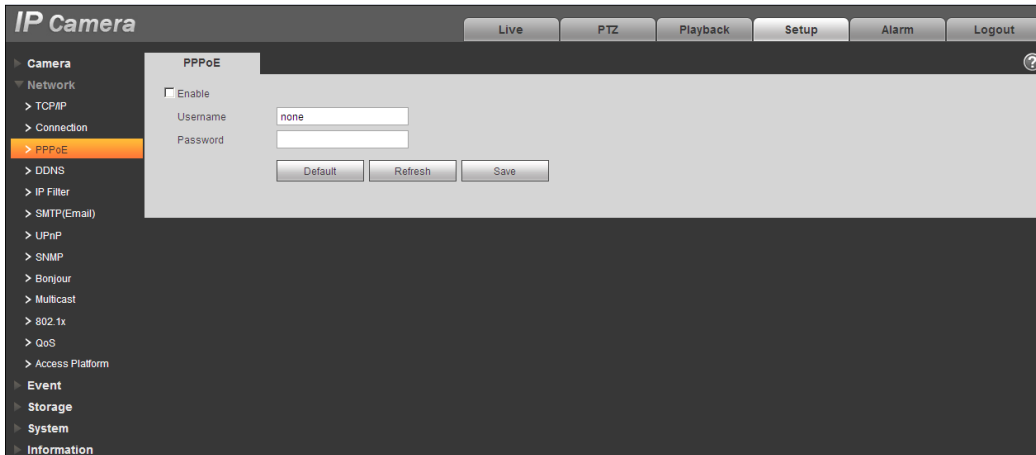 IP Camera
Live PTZ Playback Setup Alarm Logout
Camera
Network
> TCP/IP
> Connection
> PPPoE
> DDNS
> IP Filter
> SMTP(Email)
> UPnP
> SNMP
> Bonjour
> Multicast
> 802.1x
> QoS
> Access Platform
Event
Storage
System
Information
PPPoE
?
Enable
Username none
Password
Default Refresh Save